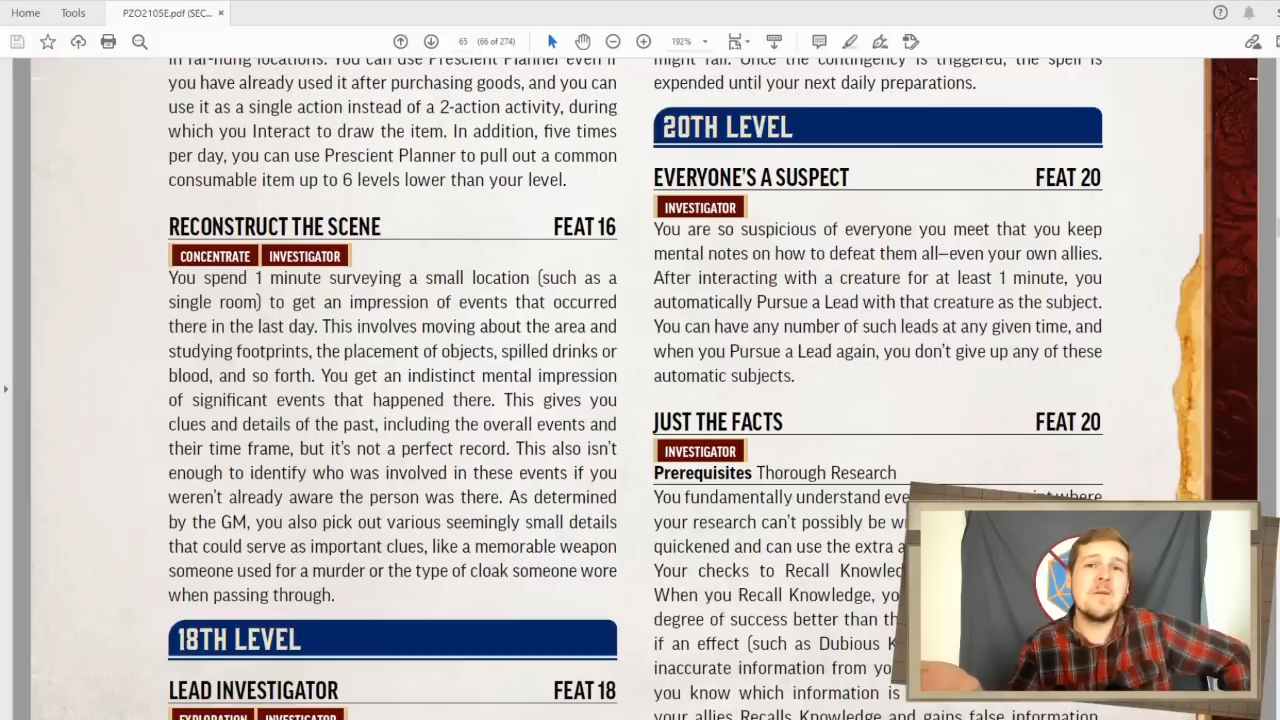 Home
Tools
PZO2105E.pdf (SEC...
65
(66 of 274)
192%
in far-flung locations. You can use Prescient Planner even if
you have already used it after purchasing goods, and you can
use it as a single action instead of a 2-action activity, during
which you Interact to draw the item. In addition, five times
per day, you can use Prescient Planner to pull out a common
consumable item up to 6 levels lower than your level.
RECONSTRUCT THE SCENE FEAT 16
CONCENTRATE INVESTIGATOR
You spend 1 minute surveying a small location (such as a
single room) to get an impression of events that occurred
there in the last day. This involves moving about the area and
studying footprints, the placement of objects, spilled drinks or
blood, and so forth. You get an indistinct mental impression
of significant events that happened there. This gives you
clues and details of the past, including the overall events and
their time frame, but it's not a perfect record. This also isn't
enough to identify who was involved in these events if you
weren't already aware the person was there. As determined
by the GM, you also pick out various seemingly small details
that could serve as important clues, like a memorable weapon
someone used for a murder or the type of cloak someone wore
when passing through.
18TH LEVEL
LEAD INVESTIGATOR FEAT 18
EXPLORATION INVESTIGATOR
might fail. Once the contingency is triggered, the spell is
expended until your next daily preparations.
20TH LEVEL
EVERYONE'S A SUSPECT FEAT 20
INVESTIGATOR
You are so suspicious of everyone you meet that you keep
mental notes on how to defeat them all—even your own allies.
After interacting with a creature for at least 1 minute, you
automatically Pursue a Lead with that creature as the subject.
You can have any number of such leads at any given time, and
when you Pursue a Lead again, you don't give up any of these
automatic subjects.
JUST THE FACTS FEAT 20
INVESTIGATOR
Prerequisites Thorough Research
You fundamentally understand where
your research can't possibly be
quickened and can use the extra
Your checks to Recall
When you Recall Knowledge,
degree of success better than
if an effect (such as Dubious
inaccurate information from
you know which information is
your allies Recalls Knowledge and gains false information,